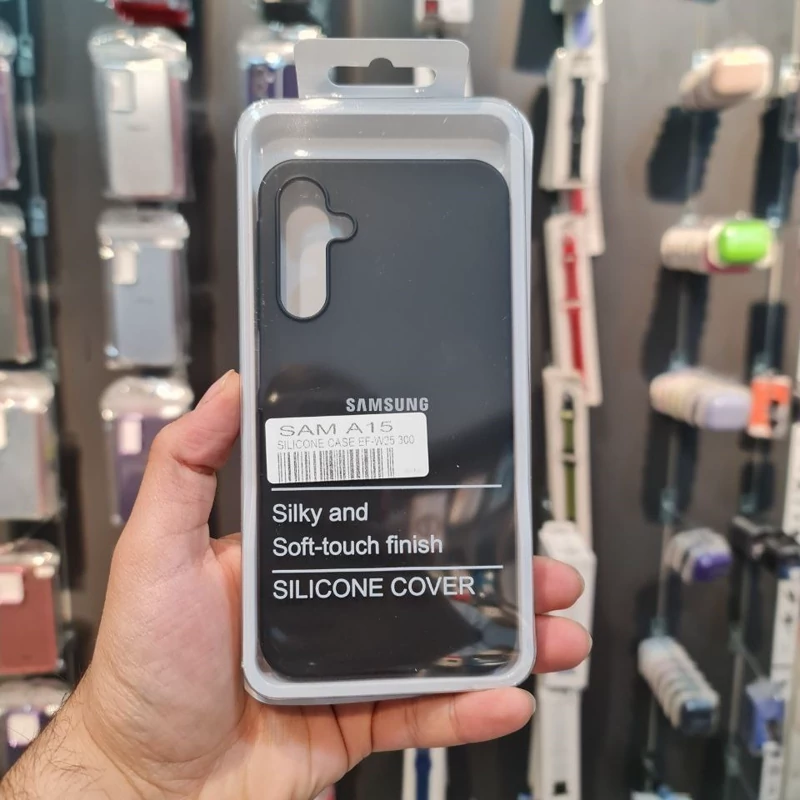 SAMSUNG
SAM A15
SILICONE CASE EF-W25 300
Silky and
Soft-touch finish
SILICONE COVER